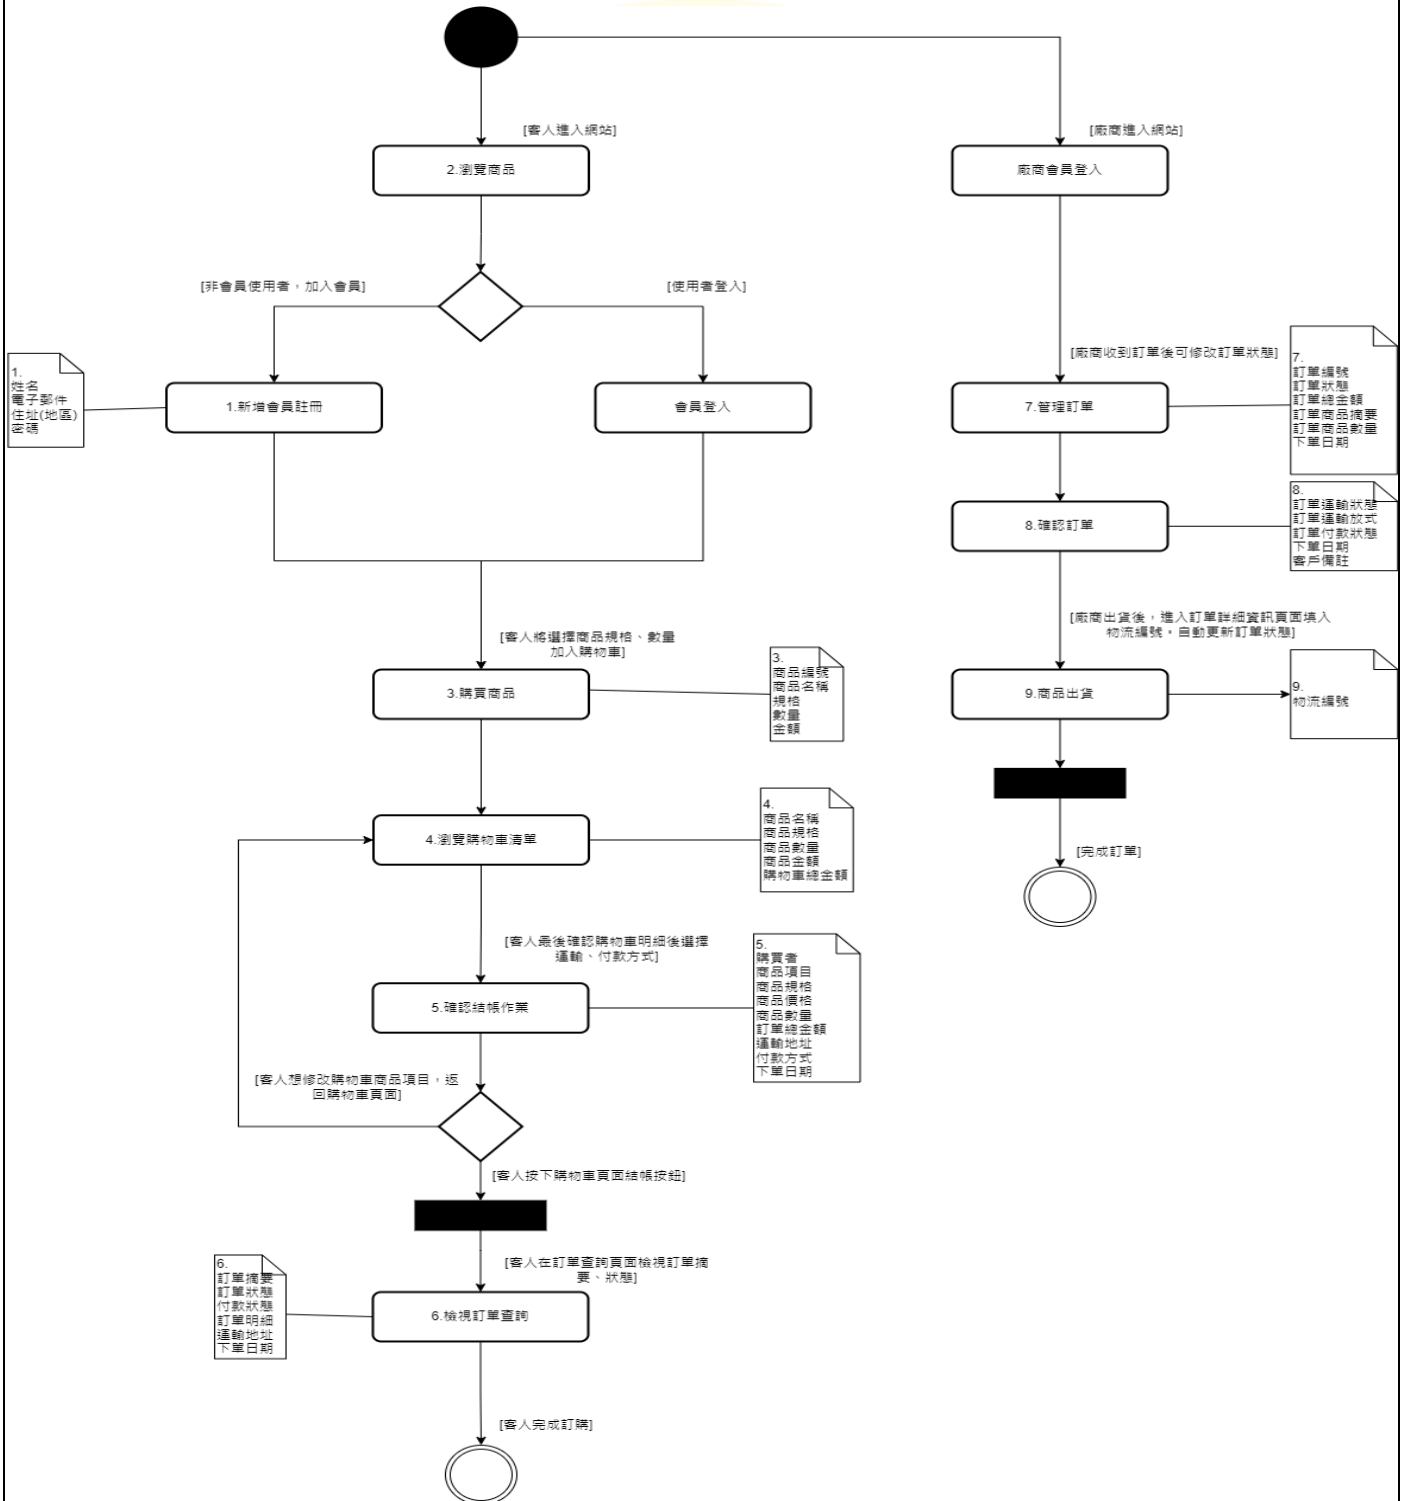 [客人進入網站]
[廠商進入網站]
2.瀏覽商品
廠商會員登入
[非會員使用者，加入會員]
[使用者登入]
[廠商收到訂單後可修改訂單狀態]
1.
姓名
電子郵件
住址(地區)
密碼
1.新增會員註冊
會員登入
7.管理訂單
7.
訂單編號
訂單狀態
訂單總金額
訂單商品摘要
訂單商品數量
下單日期
8.確認訂單
8.
訂單運輸狀態
訂單運輸放式
訂單付款狀態
下單日期
客戶備註
[客人將選擇商品規格、數量
加入購物車]
[廠商出貨後，進入訂單詳細資訊頁面填入
物流編號。自動更新訂單狀態]
3.購買商品
3.
商品編號
商品名稱
規格
數量
金額
9.商品出貨
9.
物流編號
4.瀏覽購物車清單
4.
商品名稱
商品規格
商品數量
商品金額
購物車總金額
[完成訂單]
[客人最後確認購物車明細後選擇
運輸、付款方式]
5.確認結帳作業
5.
購買者
商品項目
商品規格
商品價格
商品數量
訂單總金額
運輸地址
付款方式
下單日期
[客人想修改購物車商品項目，返
回購物車頁面]
[客人按下購物車頁面結帳按鈕]
[客人在訂單查詢頁面檢視訂單摘
要、狀態]
6.
訂單摘要
訂單狀態
付款狀態
訂單明細
運輸地址
下單日期
6.檢視訂單查詢
[客人完成訂購]